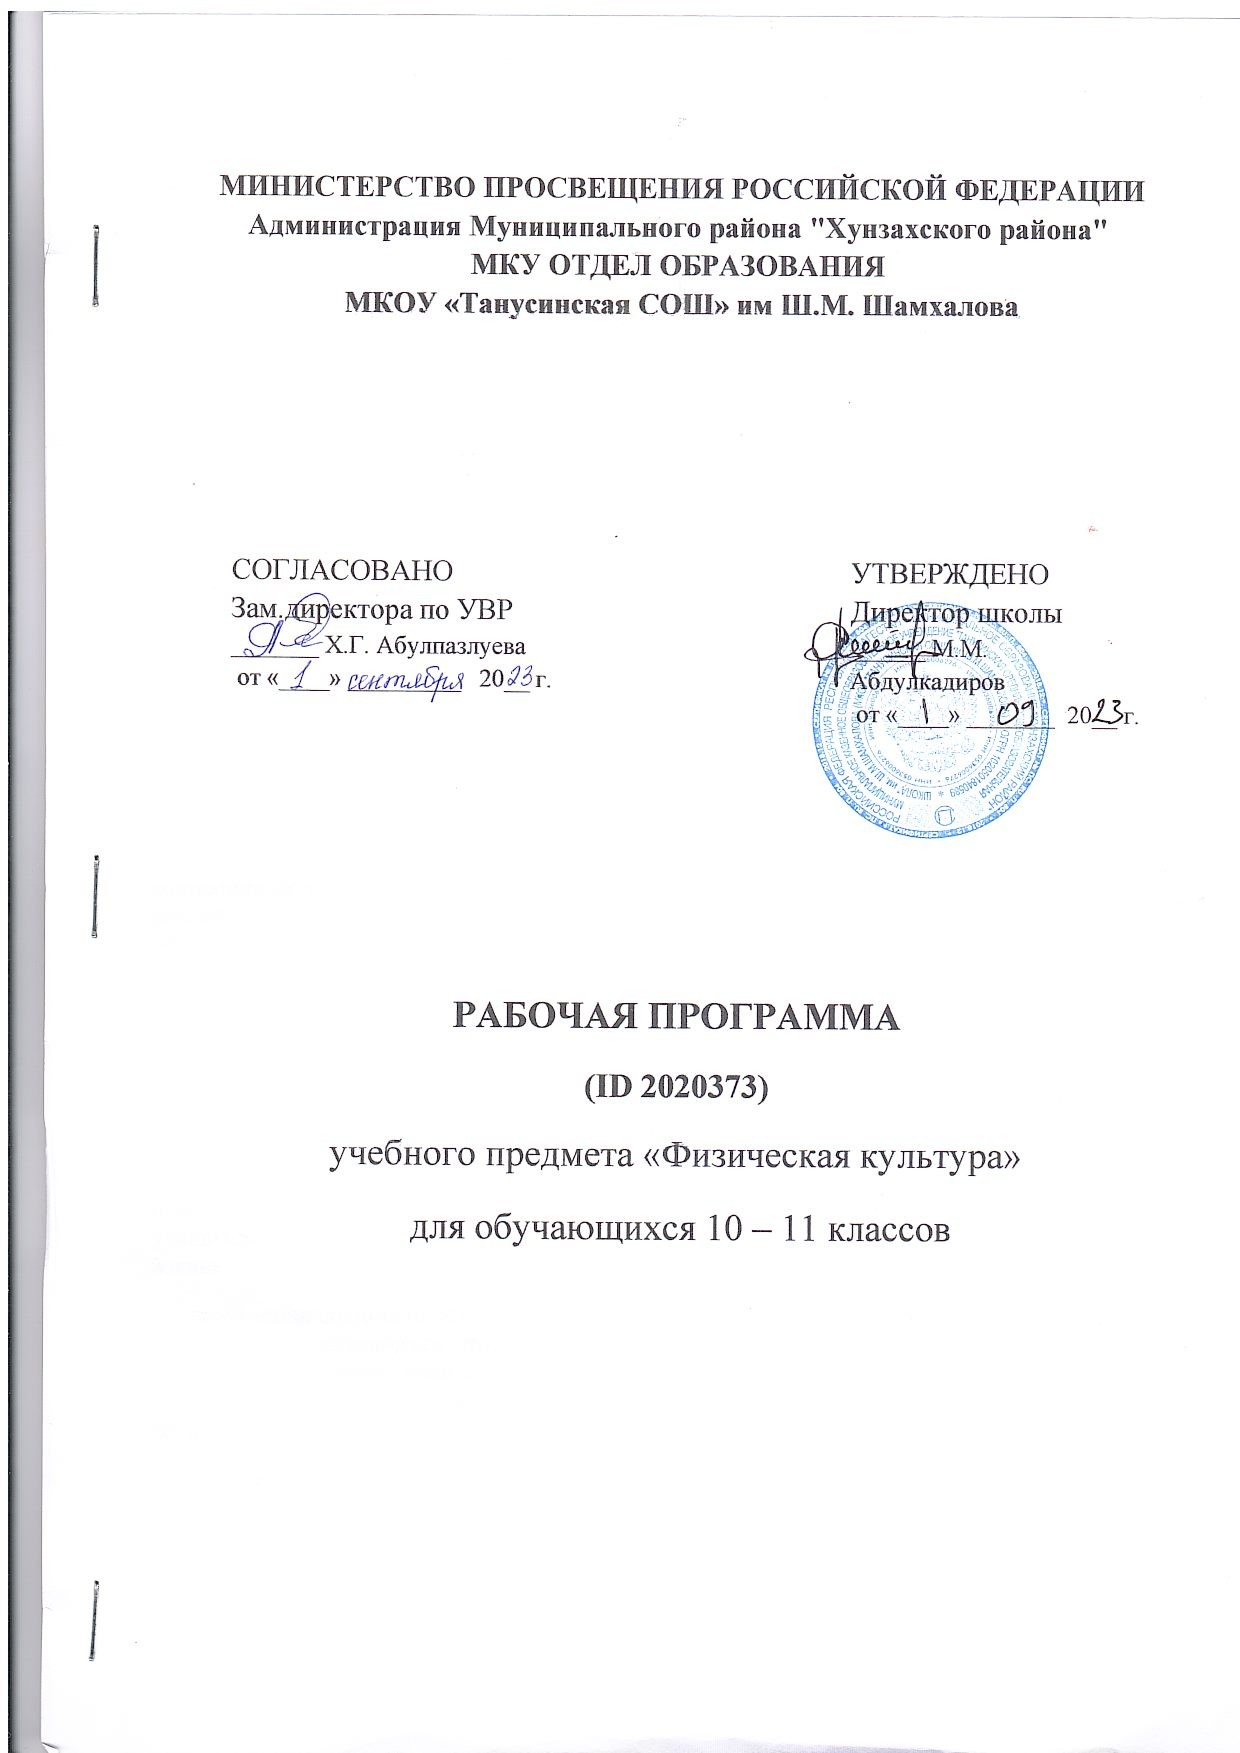 МИНИСТЕРСТВО ПРОСВЕЩЕНИЯ РОССИЙСКОЙ ФЕДЕРАЦИИ
Администрация Муниципального района "Хунзахского района"
МКУ ОТДЕЛ ОБРАЗОВАНИЯ
МКОУ «Танусинская СОШ» им Ш.М. Шамхалова
СОГЛАСОВАНО
Зам.директора по УВР
Х.Г. Абулпазлуева
от « 1 » сентября 2023 г.
УТВЕРЖДЕНО
Директор школы
М.М.
Абдулкадиров
от « 1 » 09 2023 г.
РАБОЧАЯ ПРОГРАММА
(ID 2020373)
учебного предмета «Физическая культура»
для обучающихся 10 – 11 классов